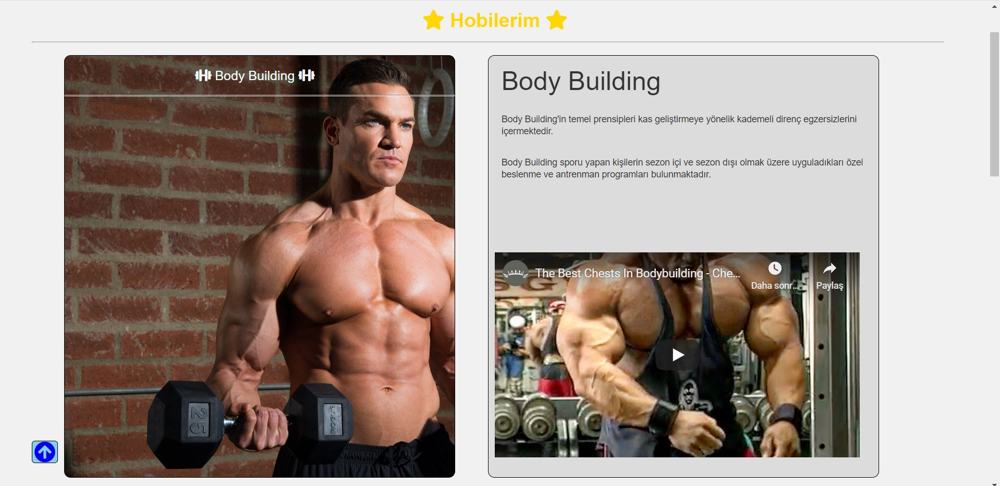 Hobilerim
Body Building
25
ROGUE
Body Building
Body Building'in temel prensipleri kas geliştirmeye yönelik kademeli direnç egzersizlerini
içermektedir.
Body Building sporu yapan kişilerin sezon içi ve sezon dışı olmak üzere uyguladıkları özel
beslenme ve antrenman programları bulunmaktadır.
The Best Chests In Bodybuilding - Che...
Daha sonr...
Paylaş